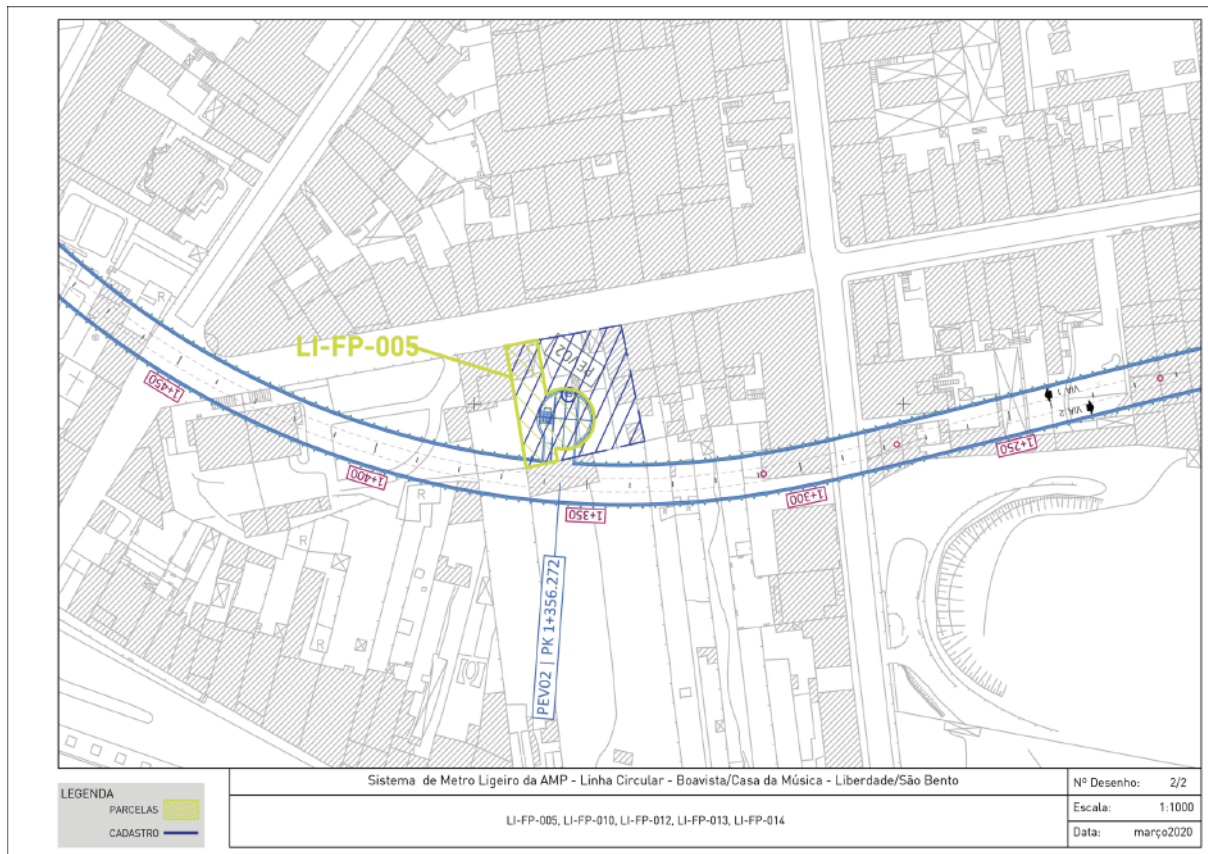 LI-FP-005
PEV02
R
1+450
1+400
1+350
1+300
1+250
VIA 1
VIA 2
R
R
R
R
PEV02 | PK 1+356.272
LEGENDA
PARCELAS
CADASTRO
Sistema de Metro Ligeiro da AMP - Linha Circular - Boavista/Casa da Música - Liberdade/São Bento
LI-FP-005, LI-FP-010, LI-FP-012, LI-FP-013, LI-FP-014
Nº Desenho: 2/2
Escala: 1:1000
Data: março2020